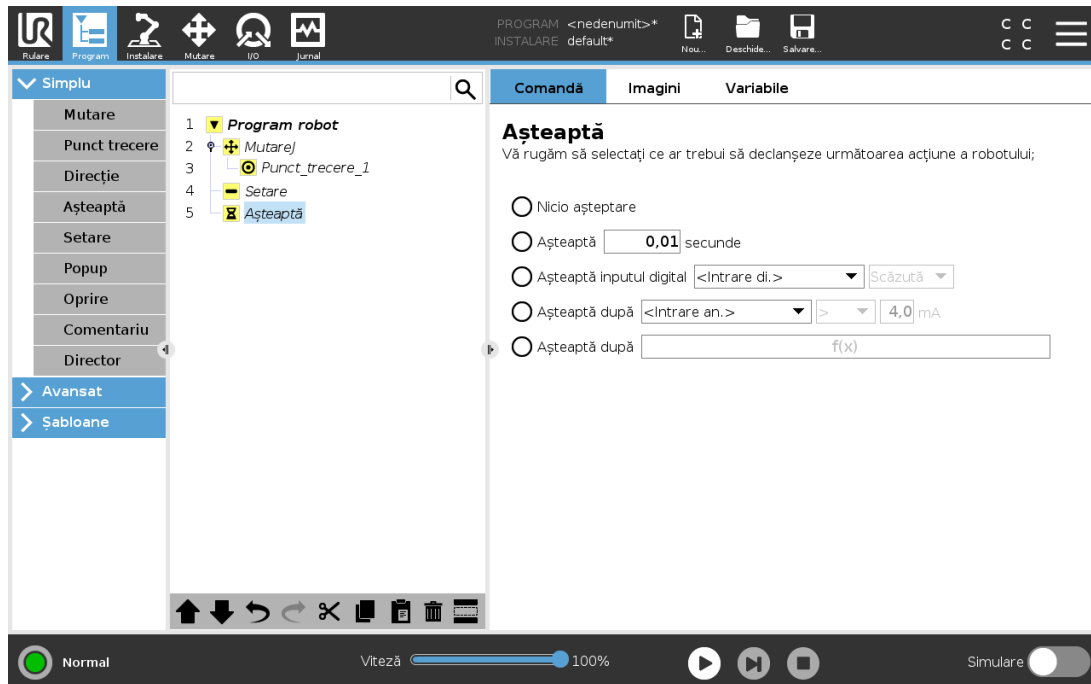 PROGRAM <nedenumit>*
INSTALARE default*
UR
Rulare Program Instalare Mutare I/O Jurnal Nou... Deschide... Salvare...
C C
C C
Simplu
Mutare
Punct trecere
Direcție
Așteaptă
Setare
Popup
Oprire
Comentariu
Director
Avansat
Șabloane
1 Program robot
2 MutareJ
3 Punct_trecere_1
4 Setare
5 Așteaptă
Comandă Imagini Variabile
Așteaptă
Vă rugăm să selectați ce ar trebui să declanșeze următoarea acțiune a robotului;
Nicio așteptare
Așteaptă 0,01 secunde
Așteaptă inputul digital <Intrare di.> Scăzută
Așteaptă după <Intrare an.> > 4,0 mA
Așteaptă după f(x)
Normal Viteză 100% Simulare